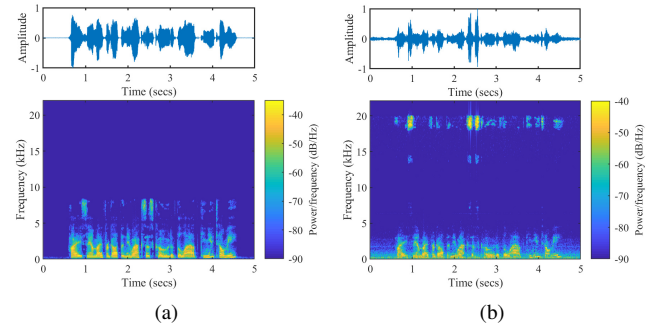 1
0
-1
Amplitude
0 1 2 3 4 5
Time (secs)
20
15
10
5
0
Frequency (kHz)
0 1 2 3 4 5
Time (secs)
-40
-50
-60
-70
-80
-90
Power/frequency (dB/Hz)
(a)
1
0
-1
Amplitude
0 1 2 3 4 5
Time (secs)
20
15
10
5
0
Frequency (kHz)
0 1 2 3 4 5
Time (secs)
-40
-50
-60
-70
-80
-90
Power/frequency (dB/Hz)
(b)